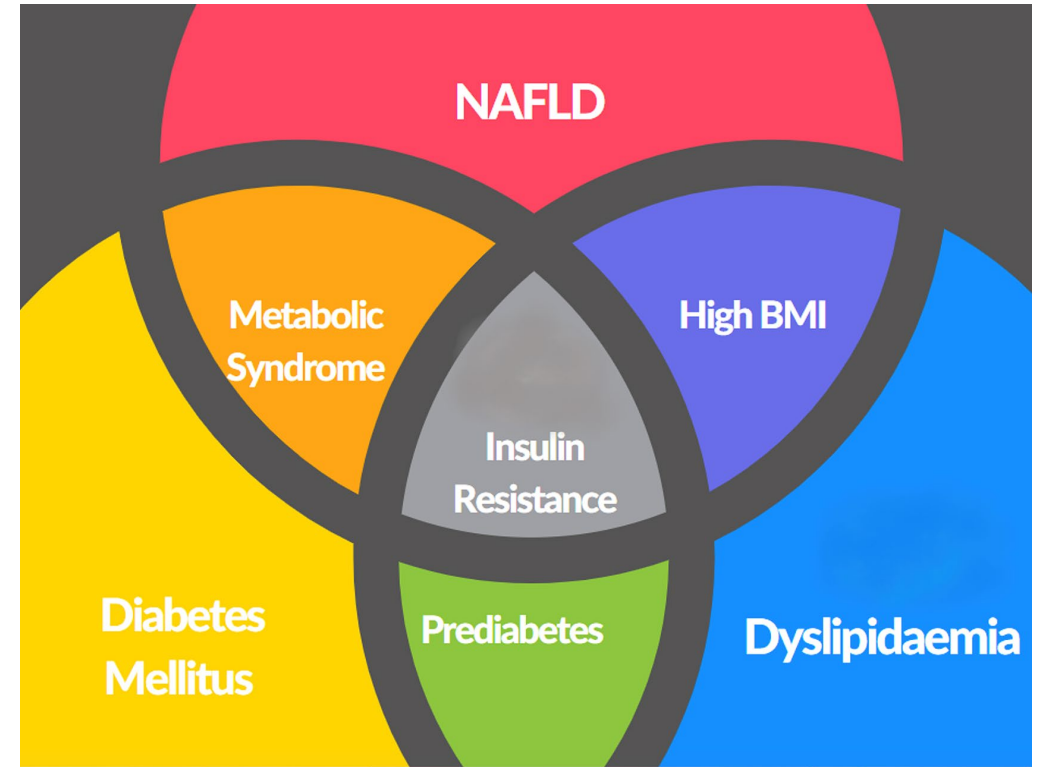 NAFLD
Metabolic
Syndrome
High BMI
Insulin
Resistance
Diabetes
Mellitus
Prediabetes
Dyslipidaemia